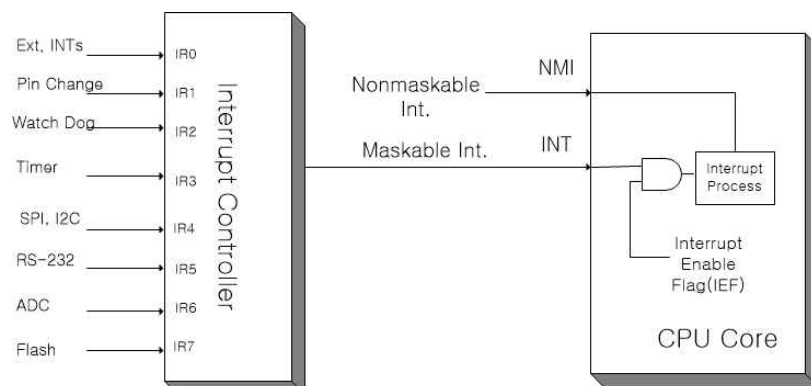 Ext. INTs
Pin Change
Watch Dog
Timer
SPI, I2C
RS-232
ADC
Flash
IR0
IR1
IR2
IR3
IR4
IR5
IR6
IR7
Interrupt Controller
Nonmaskable
Int.
Maskable Int.
NMI
INT
Interrupt
Process
Interrupt
Enable
Flag(IEF)
CPU Core